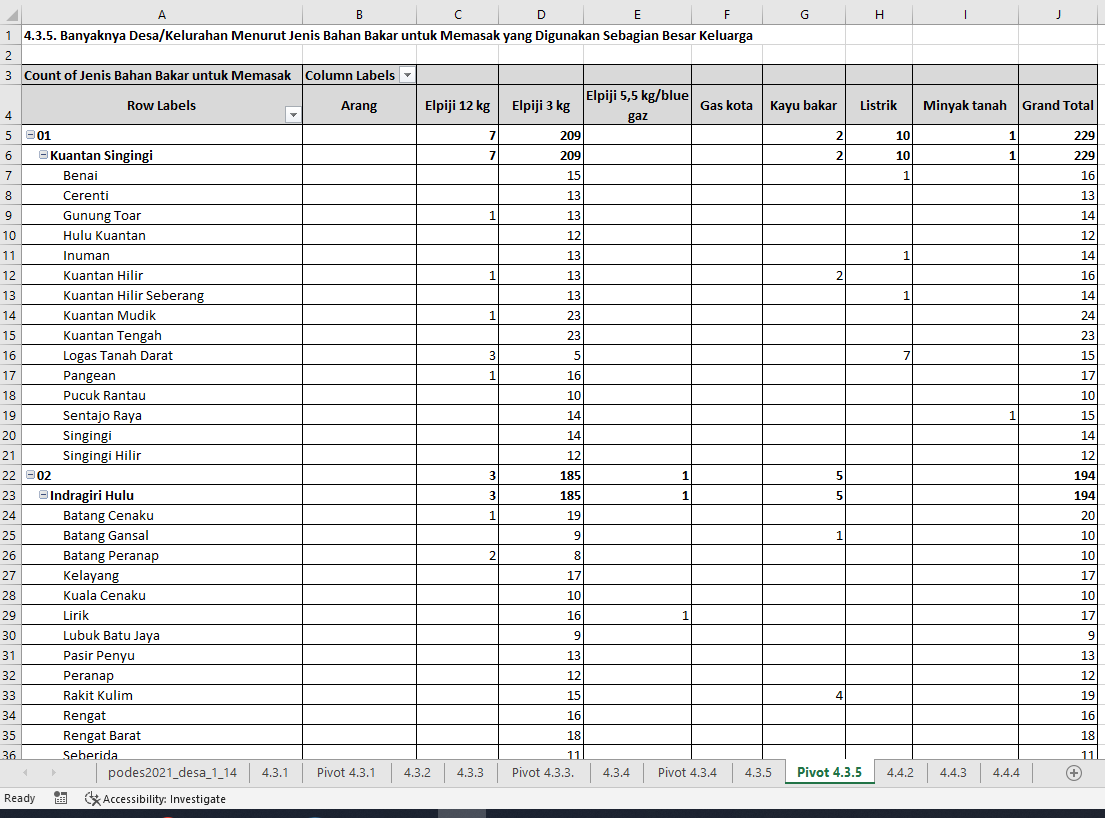 A B C D E F G H I J
1 4.3.5. Banyaknya Desa/Kelurahan Menurut Jenis Bahan Bakar untuk Memasak yang Digunakan Sebagian Besar Keluarga
2
3 Count of Jenis Bahan Bakar untuk Memasak Column Labels
4 Row Labels Arang Elpiji 12 kg Elpiji 3 kg Elpiji 5,5 kg/blue gaz Gas kota Kayu bakar Listrik Minyak tanah Grand Total
5 01 7 209 2 10 1 229
6 Kuantan Singingi 7 209 2 10 1 229
7 Benai 15 1 16
8 Cerenti 13 13
9 Gunung Toar 1 13 14
10 Hulu Kuantan 12 12
11 Inuman 13 1 14
12 Kuantan Hilir 1 13 2 16
13 Kuantan Hilir Seberang 13 1 14
14 Kuantan Mudik 1 23 24
15 Kuantan Tengah 23 23
16 Logas Tanah Darat 3 5 7 15
17 Pangean 1 16 17
18 Pucuk Rantau 10 10
19 Sentajo Raya 14 1 15
20 Singingi 14 14
21 Singingi Hilir 12 12
22 02 3 185 1 5 194
23 Indragiri Hulu 3 185 1 5 194
24 Batang Cenaku 1 19 20
25 Batang Gansal 9 1 10
26 Batang Peranap 2 8 10
27 Kelayang 17 17
28 Kuala Cenaku 10 10
29 Lirik 16 1 17
30 Lubuk Batu Jaya 9 9
31 Pasir Penyu 13 13
32 Peranap 12 12
33 Rakit Kulim 15 4 19
34 Rengat 16 16
35 Rengat Barat 18 18
36 Seberida 11 11
podes2021_desa_1_14 4.3.1 Pivot 4.3.1 4.3.2 4.3.3 Pivot 4.3.3. 4.3.4 Pivot 4.3.4 4.3.5 Pivot 4.3.5 4.4.2 4.4.3 4.4.4
Ready Accessibility: Investigate